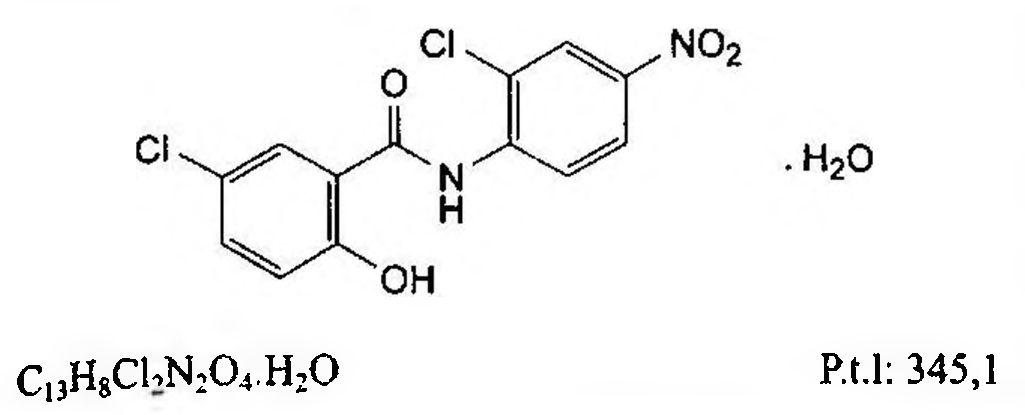 Cl
NO₂
O
Cl
N
H
. H₂O
OH
C₁₃H₈Cl₂N₂O₄.H₂O
P.t.l: 345,1